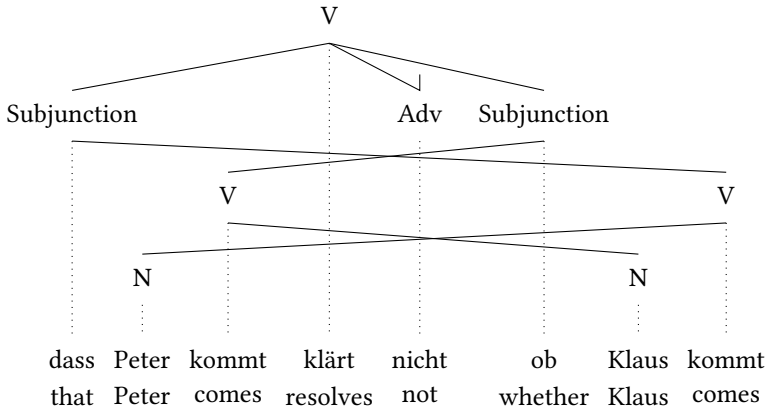 V
Subjunction Adv Subjunction
V V
N N
dass Peter kommt klärt nicht ob Klaus kommt
that Peter comes resolves not whether Klaus comes